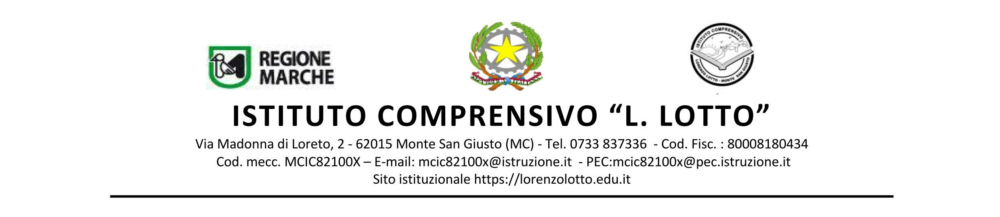 REGIONE
MARCHE
REPVBBLICA ITALIANA
ISTITUTO COMPRENSIVO
LORENZO LOTTO - MONTE SAN GIUSTO
ISTITUTO COMPRENSIVO “L. LOTTO”
Via Madonna di Loreto, 2 - 62015 Monte San Giusto (MC) - Tel. 0733 837336 - Cod. Fisc. : 80008180434
Cod. mecc. MCIC82100X – E-mail: mcic82100x@istruzione.it - PEC:mcic82100x@pec.istruzione.it
Sito istituzionale https://lorenzolotto.edu.it